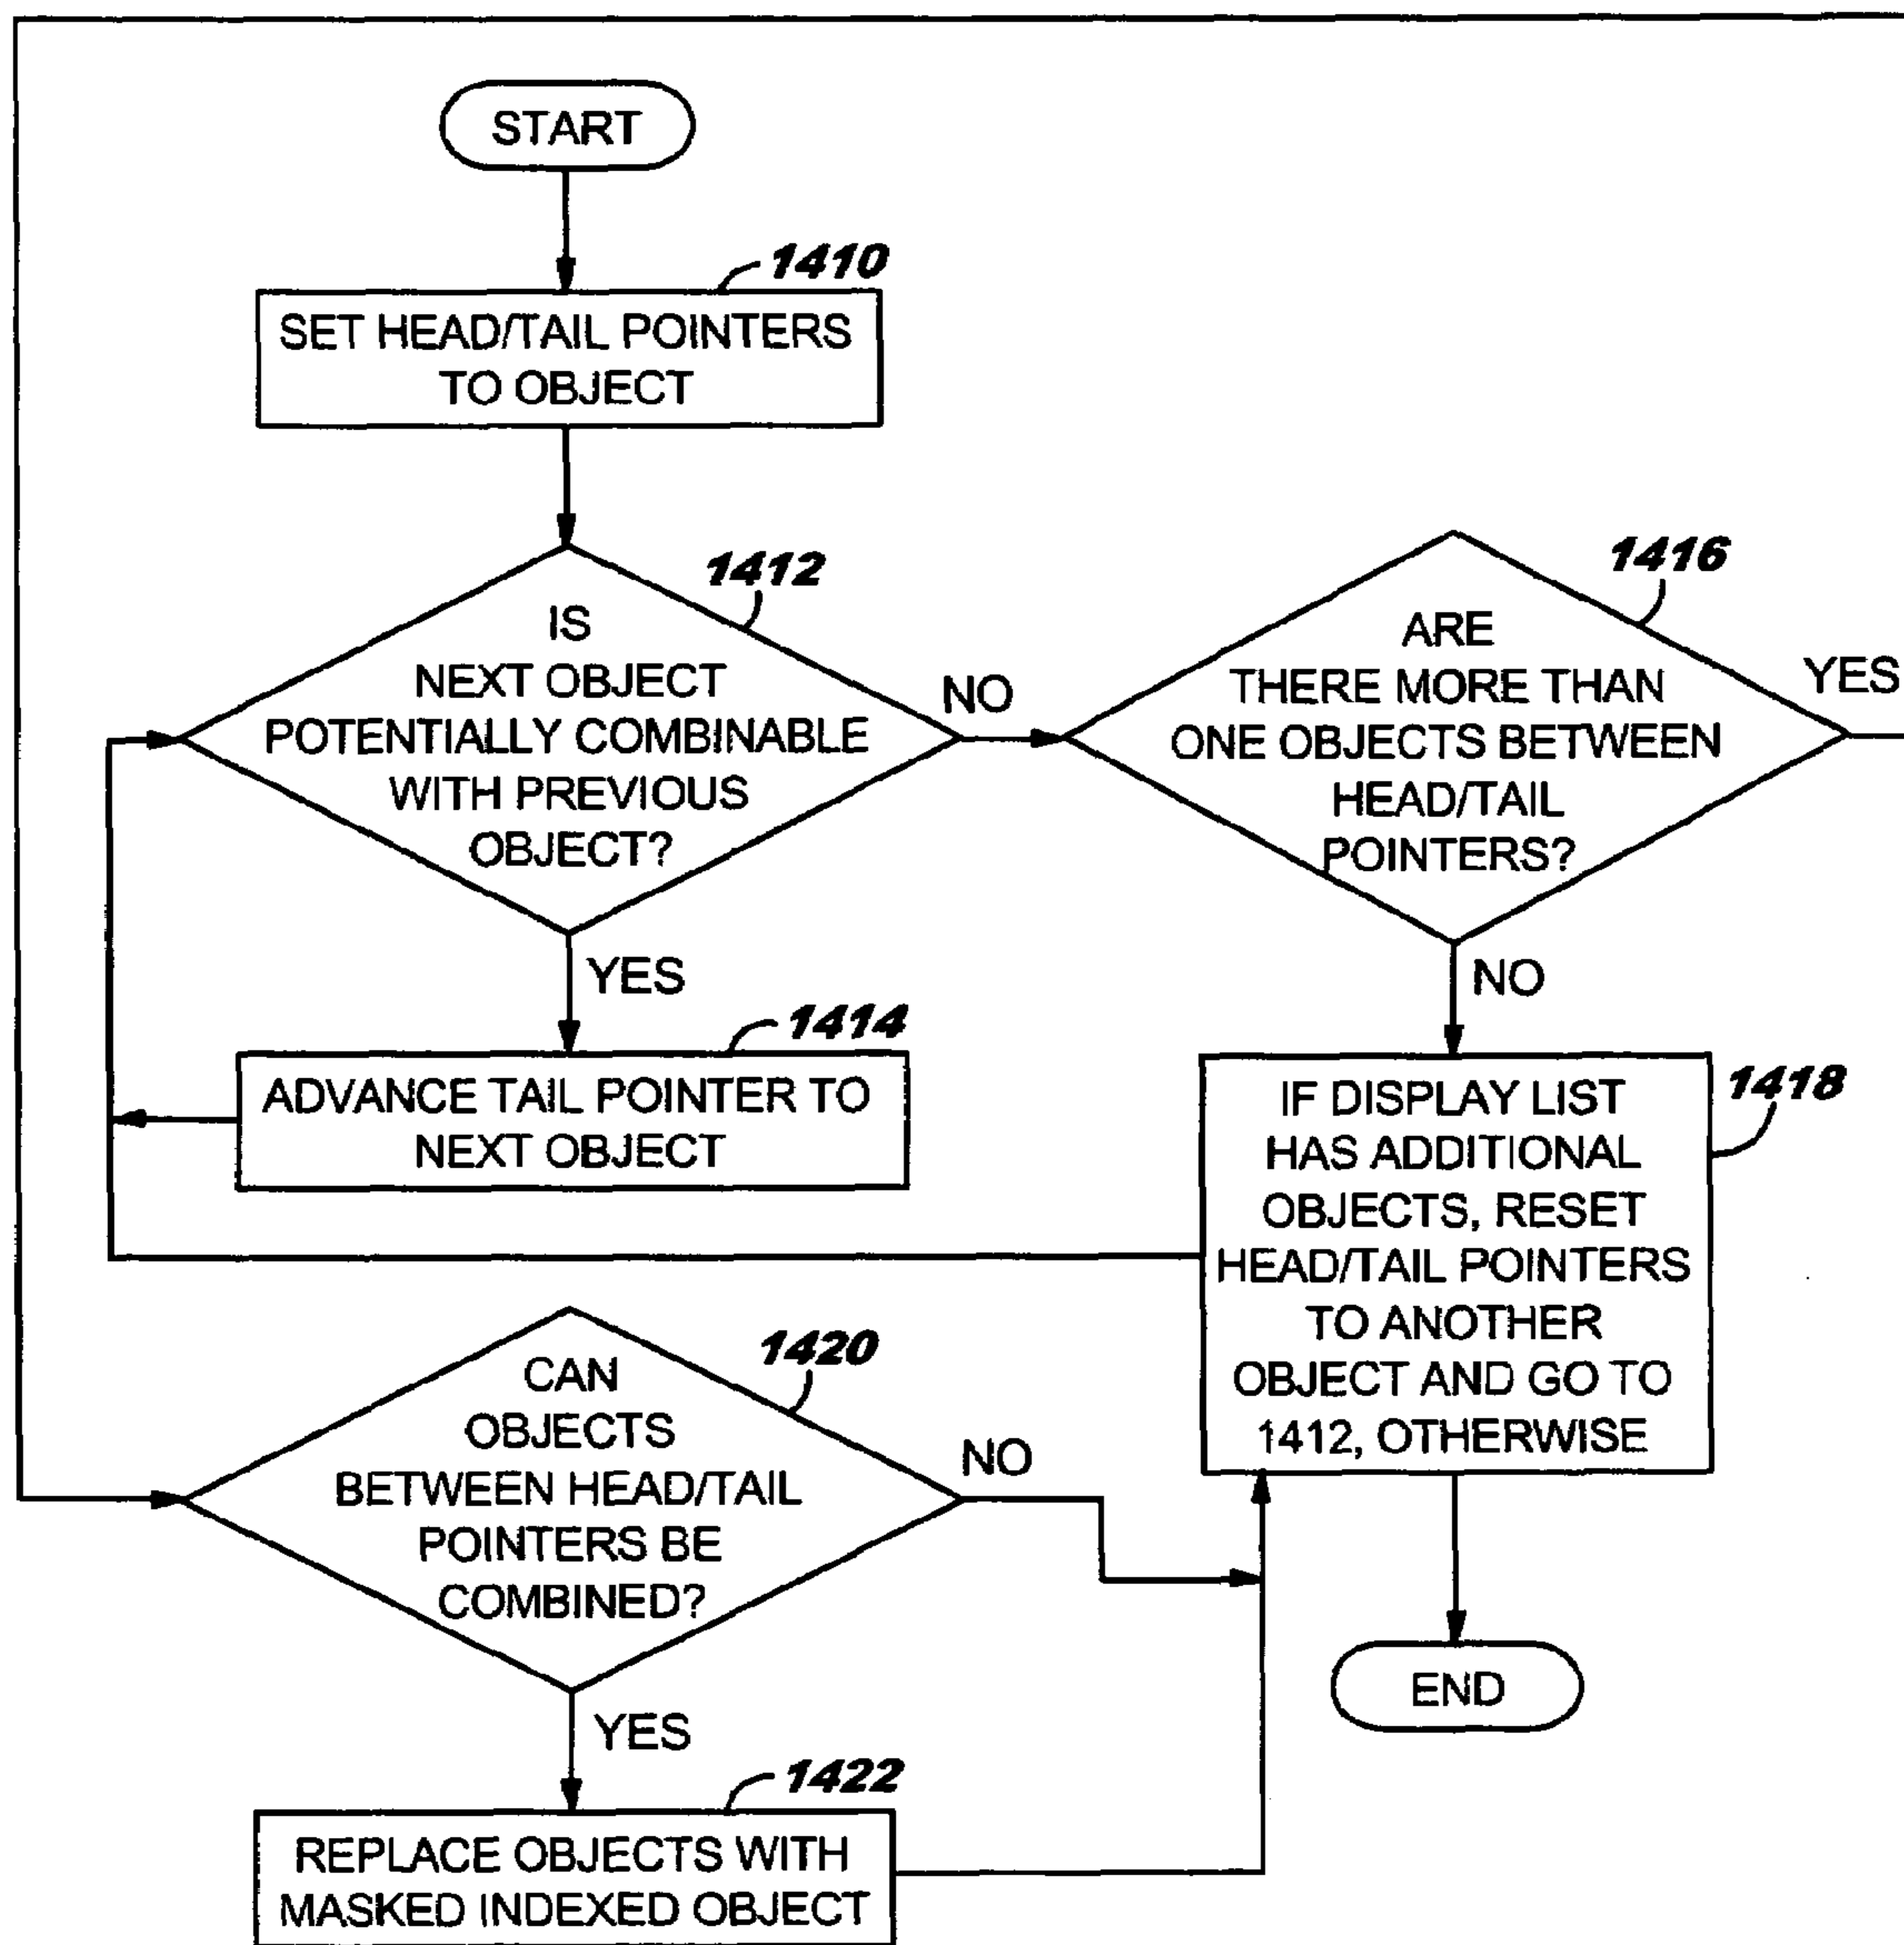 START
1410
SET HEAD/TAIL POINTERS
TO OBJECT
1412
IS
NEXT OBJECT
POTENTIALLY COMBINABLE
WITH PREVIOUS
OBJECT?
NO
YES
1416
ARE
THERE MORE THAN
ONE OBJECTS BETWEEN
HEAD/TAIL
POINTERS?
YES
NO
1414
ADVANCE TAIL POINTER TO
NEXT OBJECT
1418
IF DISPLAY LIST
HAS ADDITIONAL
OBJECTS, RESET
HEAD/TAIL POINTERS
TO ANOTHER
OBJECT AND GO TO
1412, OTHERWISE
1420
CAN
OBJECTS
BETWEEN HEAD/TAIL
POINTERS BE
COMBINED?
NO
YES
END
1422
REPLACE OBJECTS WITH
MASKED INDEXED OBJECT